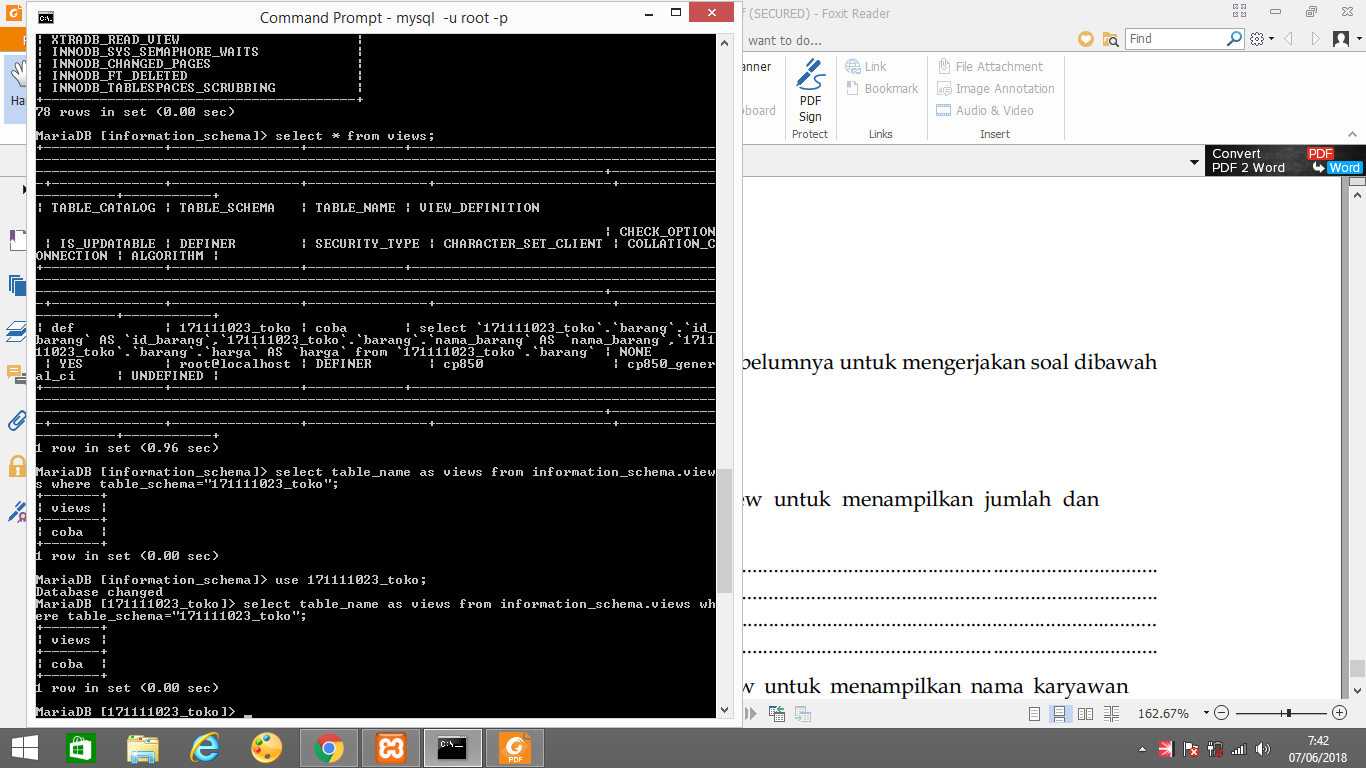 Command Prompt - mysql  -u root -p
| XTRADB_READ_VIEW                      |
| INNODB_SYS_SEMAPHORE_WAITS            |
| INNODB_CHANGED_PAGES                  |
| INNODB_FT_DELETED                     |
| INNODB_TABLESPACES_SCRUBBING          |
78 rows in set (0.00 sec)
MariaDB [information_schema]> select * from views;
| TABLE_CATALOG | TABLE_SCHEMA   | TABLE_NAME | VIEW_DEFINITION
| CHECK_OPTION
| IS_UPDATABLE | DEFINER        | SECURITY_TYPE | CHARACTER_SET_CLIENT | COLLATION_C
ONNECTION | ALGORITHM |
| def           | 171111023_toko | coba       | select `171111023_toko`.`barang`.`id_
barang` AS `id_barang`,`171111023_toko`.`barang`.`nama_barang` AS `nama_barang`,`1711
11023_toko`.`barang`.`harga` AS `harga` from `171111023_toko`.`barang` | NONE
| YES          | root@localhost | DEFINER       | cp850                | cp850_gener
al_ci     | UNDEFINED |
1 row in set (0.96 sec)
MariaDB [information_schema]> select table_name as views from information_schema.view
s where table_schema="171111023_toko";
| views |
| coba  |
1 row in set (0.00 sec)
MariaDB [information_schema]> use 171111023_toko;
Database changed
MariaDB [171111023_toko]> select table_name as views from information_schema.views wh
ere table_schema="171111023_toko";
| views |
| coba  |
1 row in set (0.00 sec)
MariaDB [171111023_toko]> _
(SECURED) - Foxit Reader
want to do...
Find
Link
Bookmark
Links
PDF
Sign
Protect
File Attachment
Image Annotation
Audio & Video
Insert
Convert PDF
PDF 2 Word Word
untuk mengerjakan soal dibawah
untuk menampilkan jumlah dan
..........................................................................
..........................................................................
..........................................................................
..........................................................................
untuk menampilkan nama karyawan
162.67%
PDF
7:42
07/06/2018